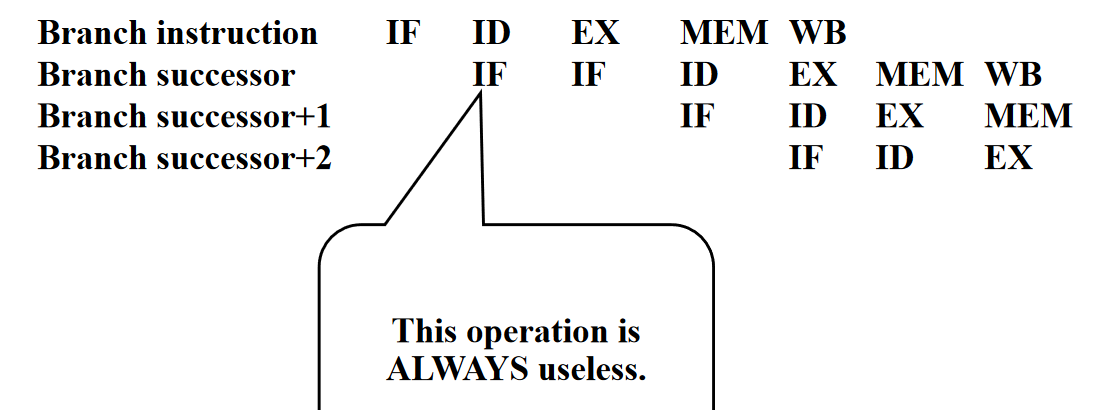 Branch instruction IF ID EX MEM WB
Branch successor IF IF ID EX MEM WB
Branch successor+1 IF ID EX MEM
Branch successor+2 IF ID EX
This operation is
ALWAYS useless.